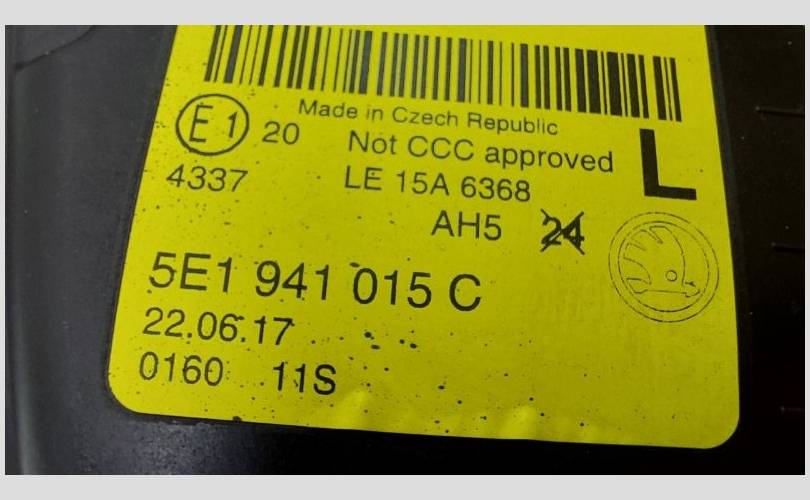 Made in Czech Republic
E1 20 Not CCC approved L
4337 LE 15A 6368
AH5 24
5E1 941 015 C
22.06.17
0160 11S